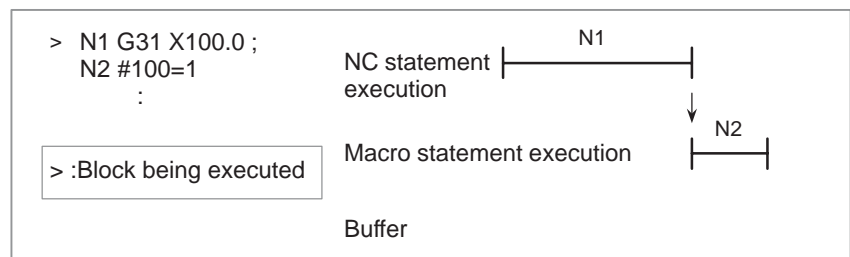 > N1 G31 X100.0 ;
N2 #100=1
:
> :Block being executed
NC statement
execution
N1
N2
Macro statement execution
Buffer